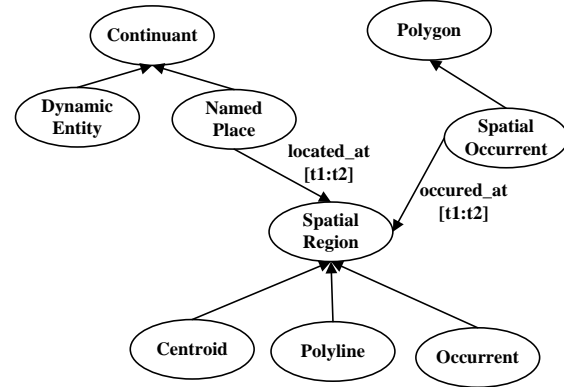 Continuant
Polygon
Dynamic
Entity
Named
Place
Spatial
Occurrent
located_at
[t1:t2]
occured_at
[t1:t2]
Spatial
Region
Centroid
Polyline
Occurrent